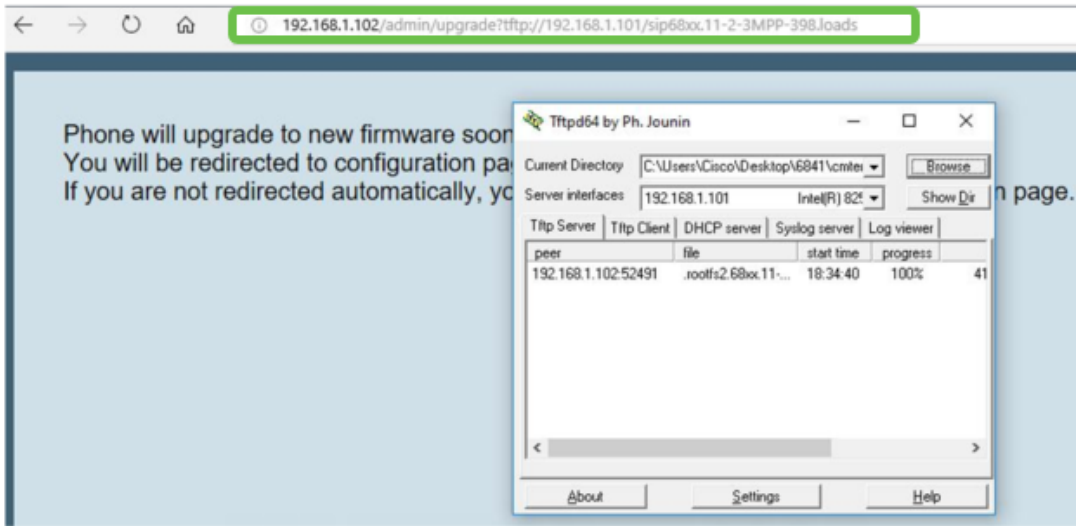 192.168.1.102/admin/upgrade?tftp://192.168.1.101/sip68xx.11-2-3MPP-398.loads
Phone will upgrade to new firmware soon
You will be redirected to configuration pa
If you are not redirected automatically, yo
n page.
Tftpd64 by Ph. Jounin
Current Directory C:\Users\Cisco\Desktop\6841\cmter Browse
Server interfaces 192.168.1.101 Intel(R) 825 Show Dir
Tftp Server Tftp Client DHCP server Syslog server Log viewer
peer file start time progress
192.168.1.102:52491 .rootfs2.68xx.11-... 18:34:40 100% 41
About Settings Help